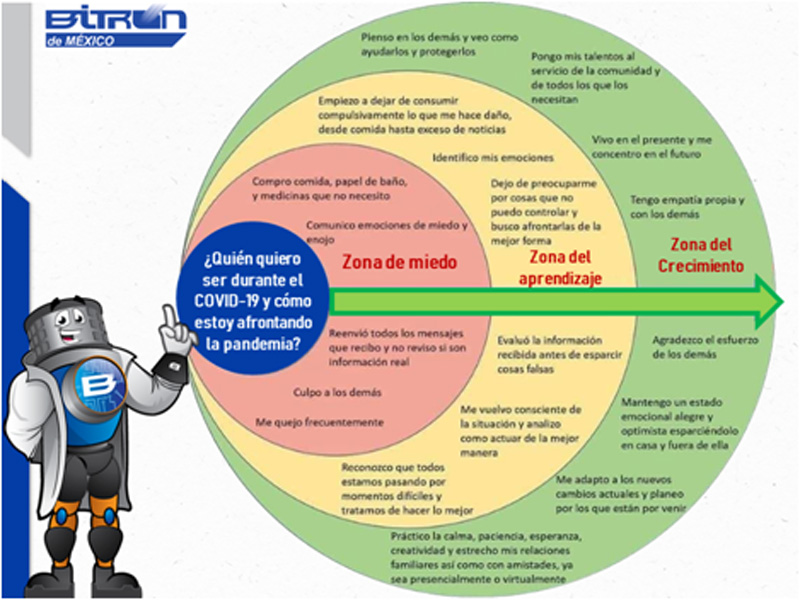 BITRON
de MÉXICO
Pienso en los demás y veo como
ayudarlos y protegerlos
Pongo mis talentos al
servicio de la comunidad y
de todos los que los
necesitan
Vivo en el presente y me
concentro en el futuro
Tengo empatía propia y
con los demás
Empiezo a dejar de consumir
compulsivamente lo que me hace daño,
desde comida hasta exceso de noticias
Identifico mis emociones
Dejo de preocuparme
por cosas que no
puedo controlar y
busco afrontarlas de la
mejor forma
Compro comida, papel de baño,
y medicinas que no necesito
Comunico emociones de miedo y
enojo
¿Quién quiero
ser durante el
COVID-19 y cómo
estoy afrontando
la pandemia?
Zona de miedo
Zona del
aprendizaje
Zona del
Crecimiento
Reenvió todos los mensajes
que recibo y no reviso si son
información real
Culpo a los demás
Me quejo frecuentemente
Evaluó la información
recibida antes de esparcir
cosas falsas
Me vuelvo consciente de
la situación y analizo
como actuar de la mejor
manera
Reconozco que todos
estamos pasando por
momentos difíciles y
tratamos de hacer lo mejor
Agradezco el esfuerzo
de los demás
Mantengo un estado
emocional alegre y
optimista esparciéndolo
en casa y fuera de ella
Me adapto a los nuevos
cambios actuales y planeo
por los que están por venir
Práctico la calma, paciencia, esperanza,
creatividad y estrecho mis relaciones
familiares así como con amistades, ya
sea presencialmente o virtualmente
B